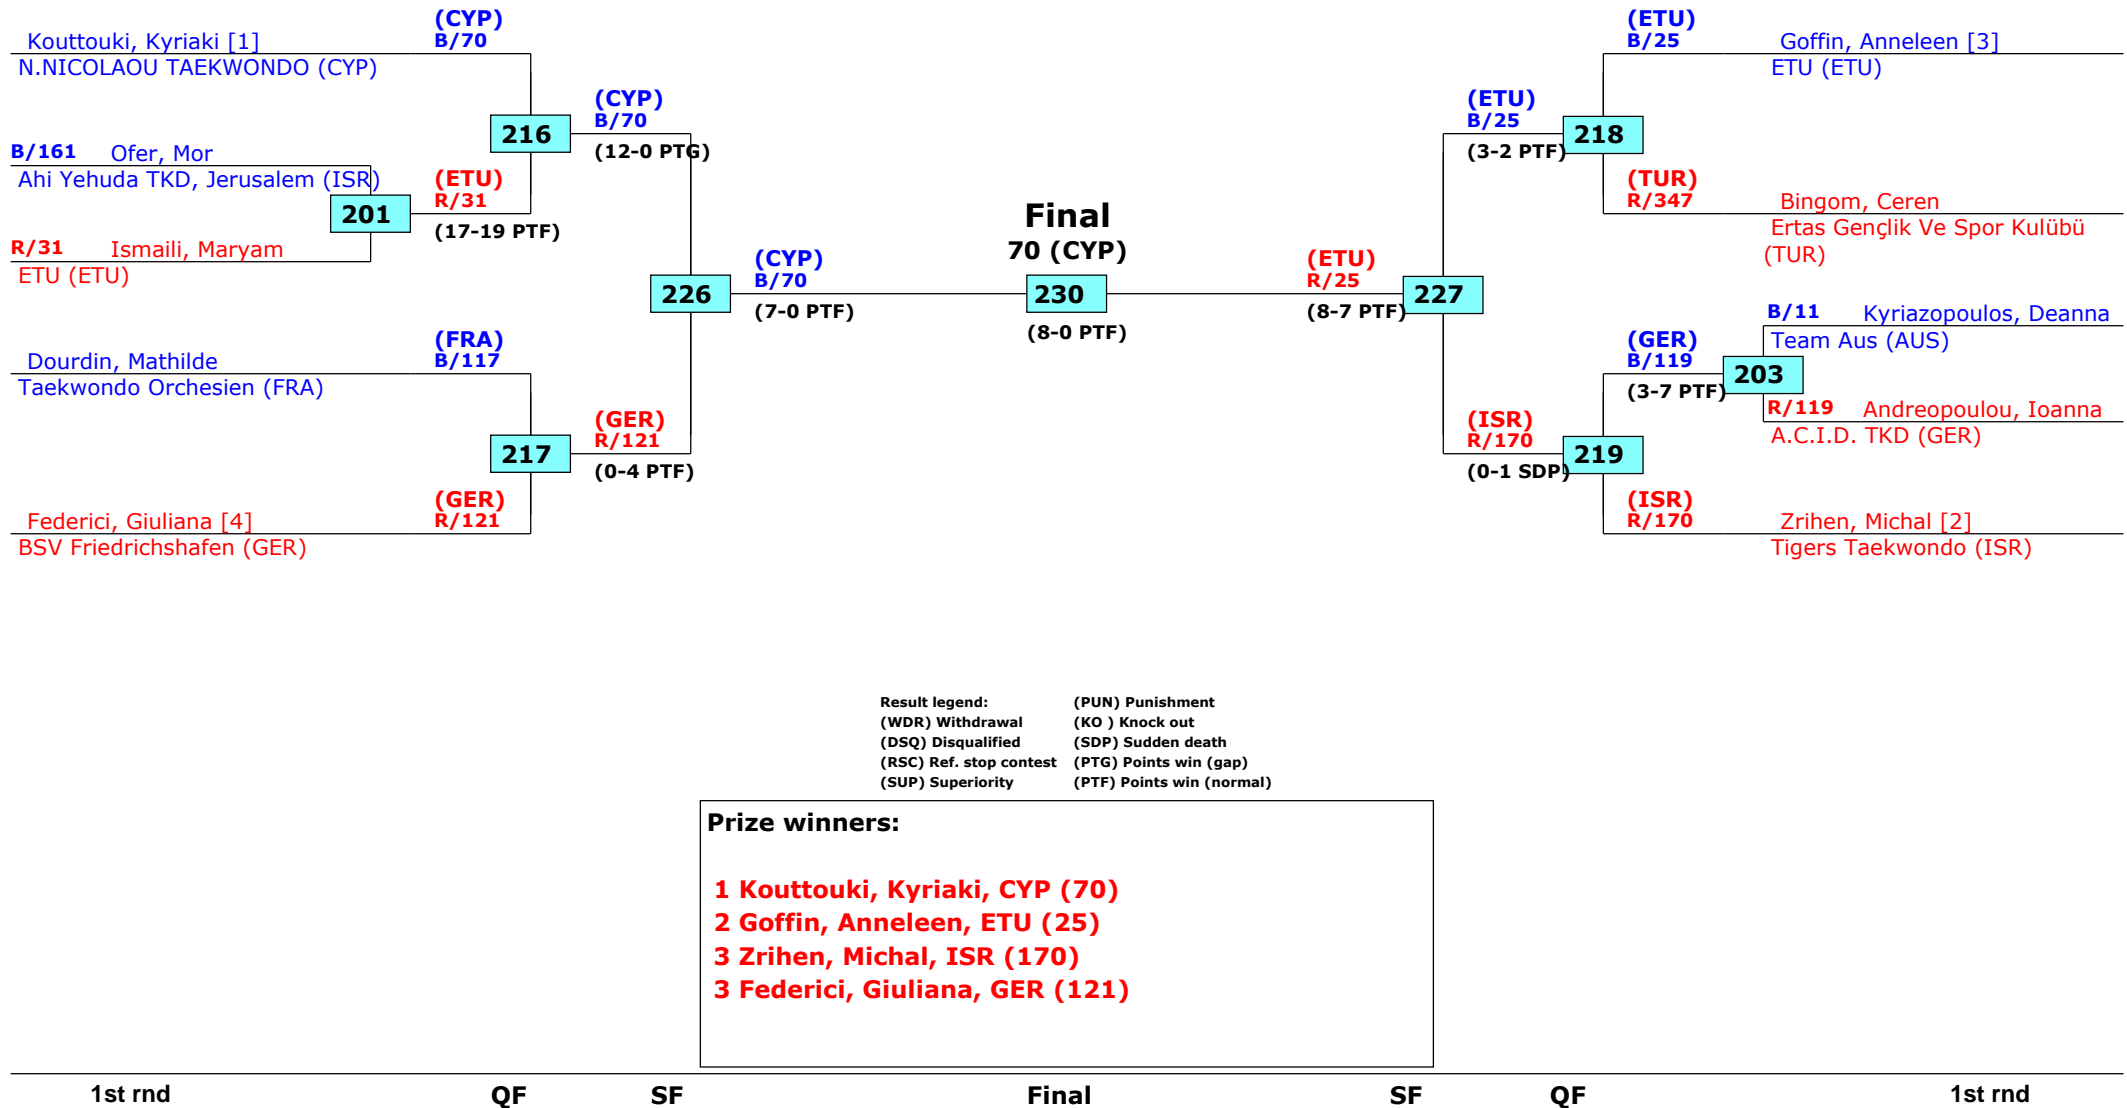 (CYP)
B/70
Kouttouki, Kyriaki [1]
N.NICOLAOU TAEKWONDO (CYP)
216
(CYP)
B/70
(12-0 PTG)
B/161 Ofer, Mor
Ahi Yehuda TKD, Jerusalem (ISR)
201
(ETU)
R/31
(17-19 PTF)
R/31 Ismaili, Maryam
ETU (ETU)
226
(CYP)
B/70
(7-0 PTF)
(FRA)
B/117
Dourdin, Mathilde
Taekwondo Orchesien (FRA)
217
(GER)
R/121
(0-4 PTF)
(GER)
R/121
Federici, Giuliana [4]
BSV Friedrichshafen (GER)
Final
70 (CYP)
230
(8-0 PTF)
(ETU)
R/25
(8-7 PTF)
227
(ETU)
B/25
(3-2 PTF)
218
(ETU)
B/25
Goffin, Anneleen [3]
ETU (ETU)
(TUR)
R/347
Bingom, Ceren
Ertas Gençlik Ve Spor Kulübü
(TUR)
B/11 Kyriazopoulos, Deanna
Team Aus (AUS)
(GER)
B/119
(3-7 PTF)
203
R/119 Andreopoulou, Ioanna
A.C.I.D. TKD (GER)
(ISR)
R/170
(0-1 SDP)
219
(ISR)
R/170
Zrihen, Michal [2]
Tigers Taekwondo (ISR)
Result legend: (PUN) Punishment
(WDR) Withdrawal (KO ) Knock out
(DSQ) Disqualified (SDP) Sudden death
(RSC) Ref. stop contest (PTG) Points win (gap)
(SUP) Superiority (PTF) Points win (normal)
Prize winners:
1 Kouttouki, Kyriaki, CYP (70)
2 Goffin, Anneleen, ETU (25)
3 Zrihen, Michal, ISR (170)
3 Federici, Giuliana, GER (121)
1st rnd QF SF Final SF QF 1st rnd